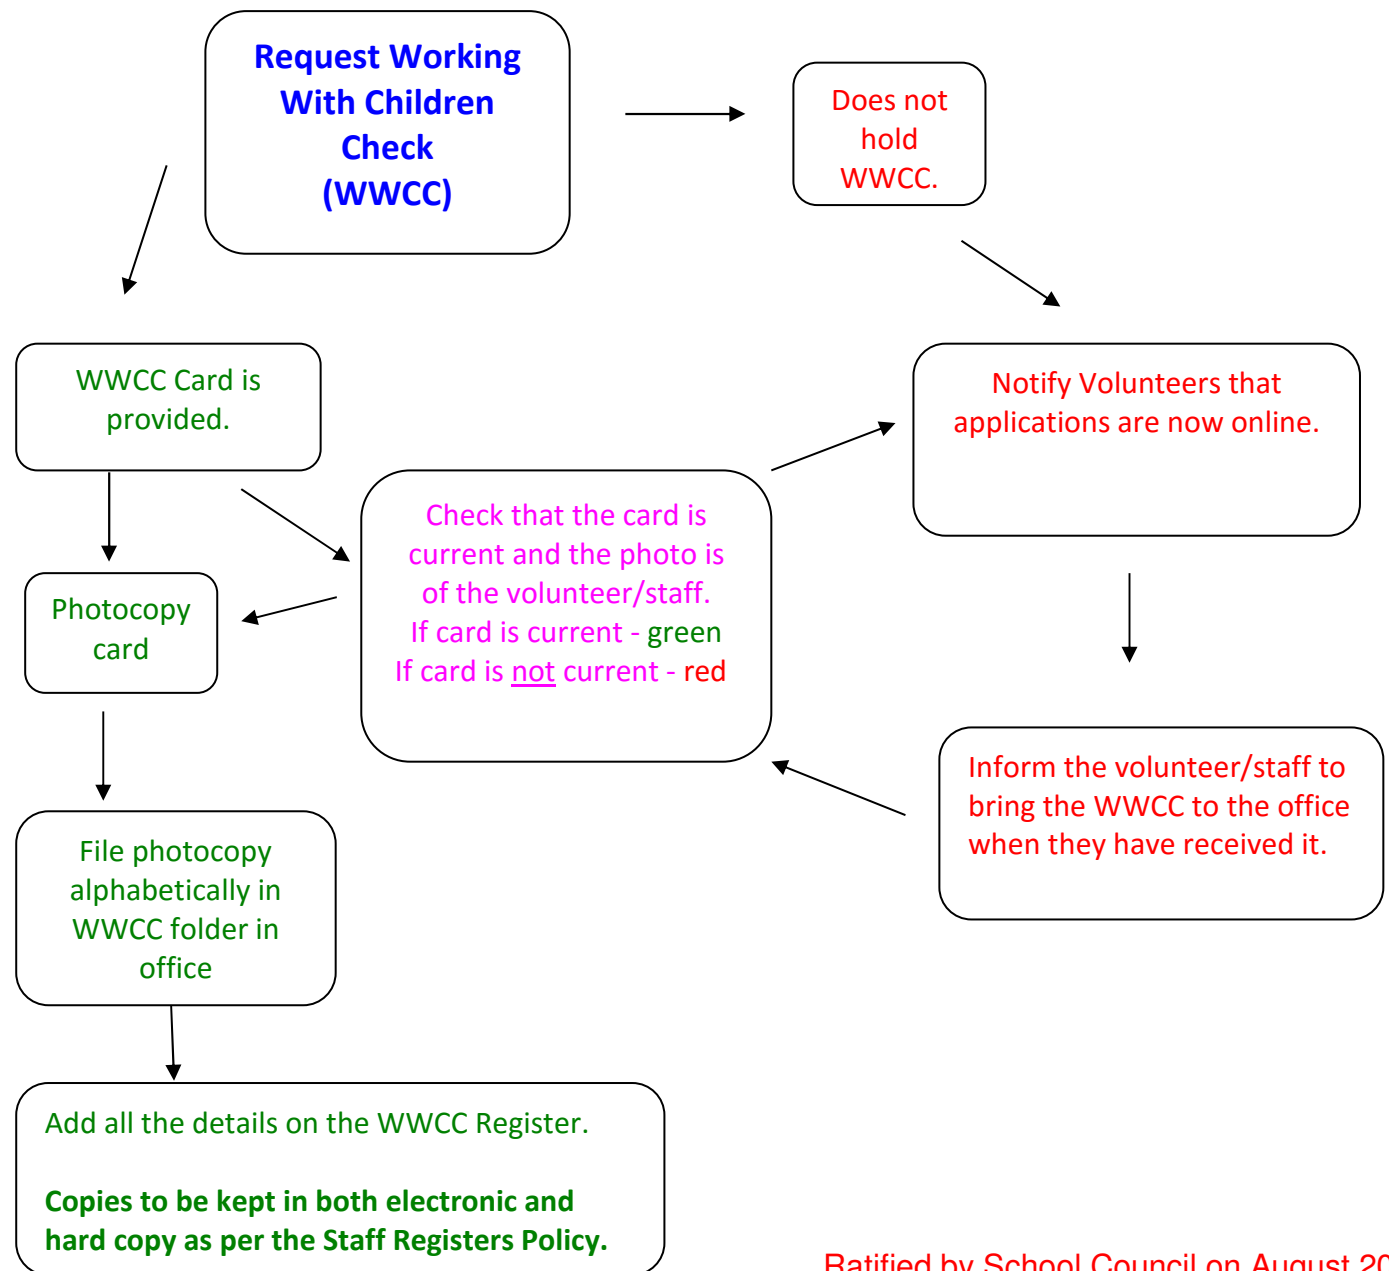 Request Working
With Children
Check
(WWCC)
Does not
hold
WWCC.
WWCC Card is
provided.
Notify Volunteers that
applications are now online.
Check that the card is
current and the photo is
of the volunteer/staff.
If card is current - green
If card is not current - red
Photocopy
card
Inform the volunteer/staff to
bring the WWCC to the office
when they have received it.
File photocopy
alphabetically in
WWCC folder in
office
Add all the details on the WWCC Register.
Copies to be kept in both electronic and
hard copy as per the Staff Registers Policy.
Ratified by School Council on August